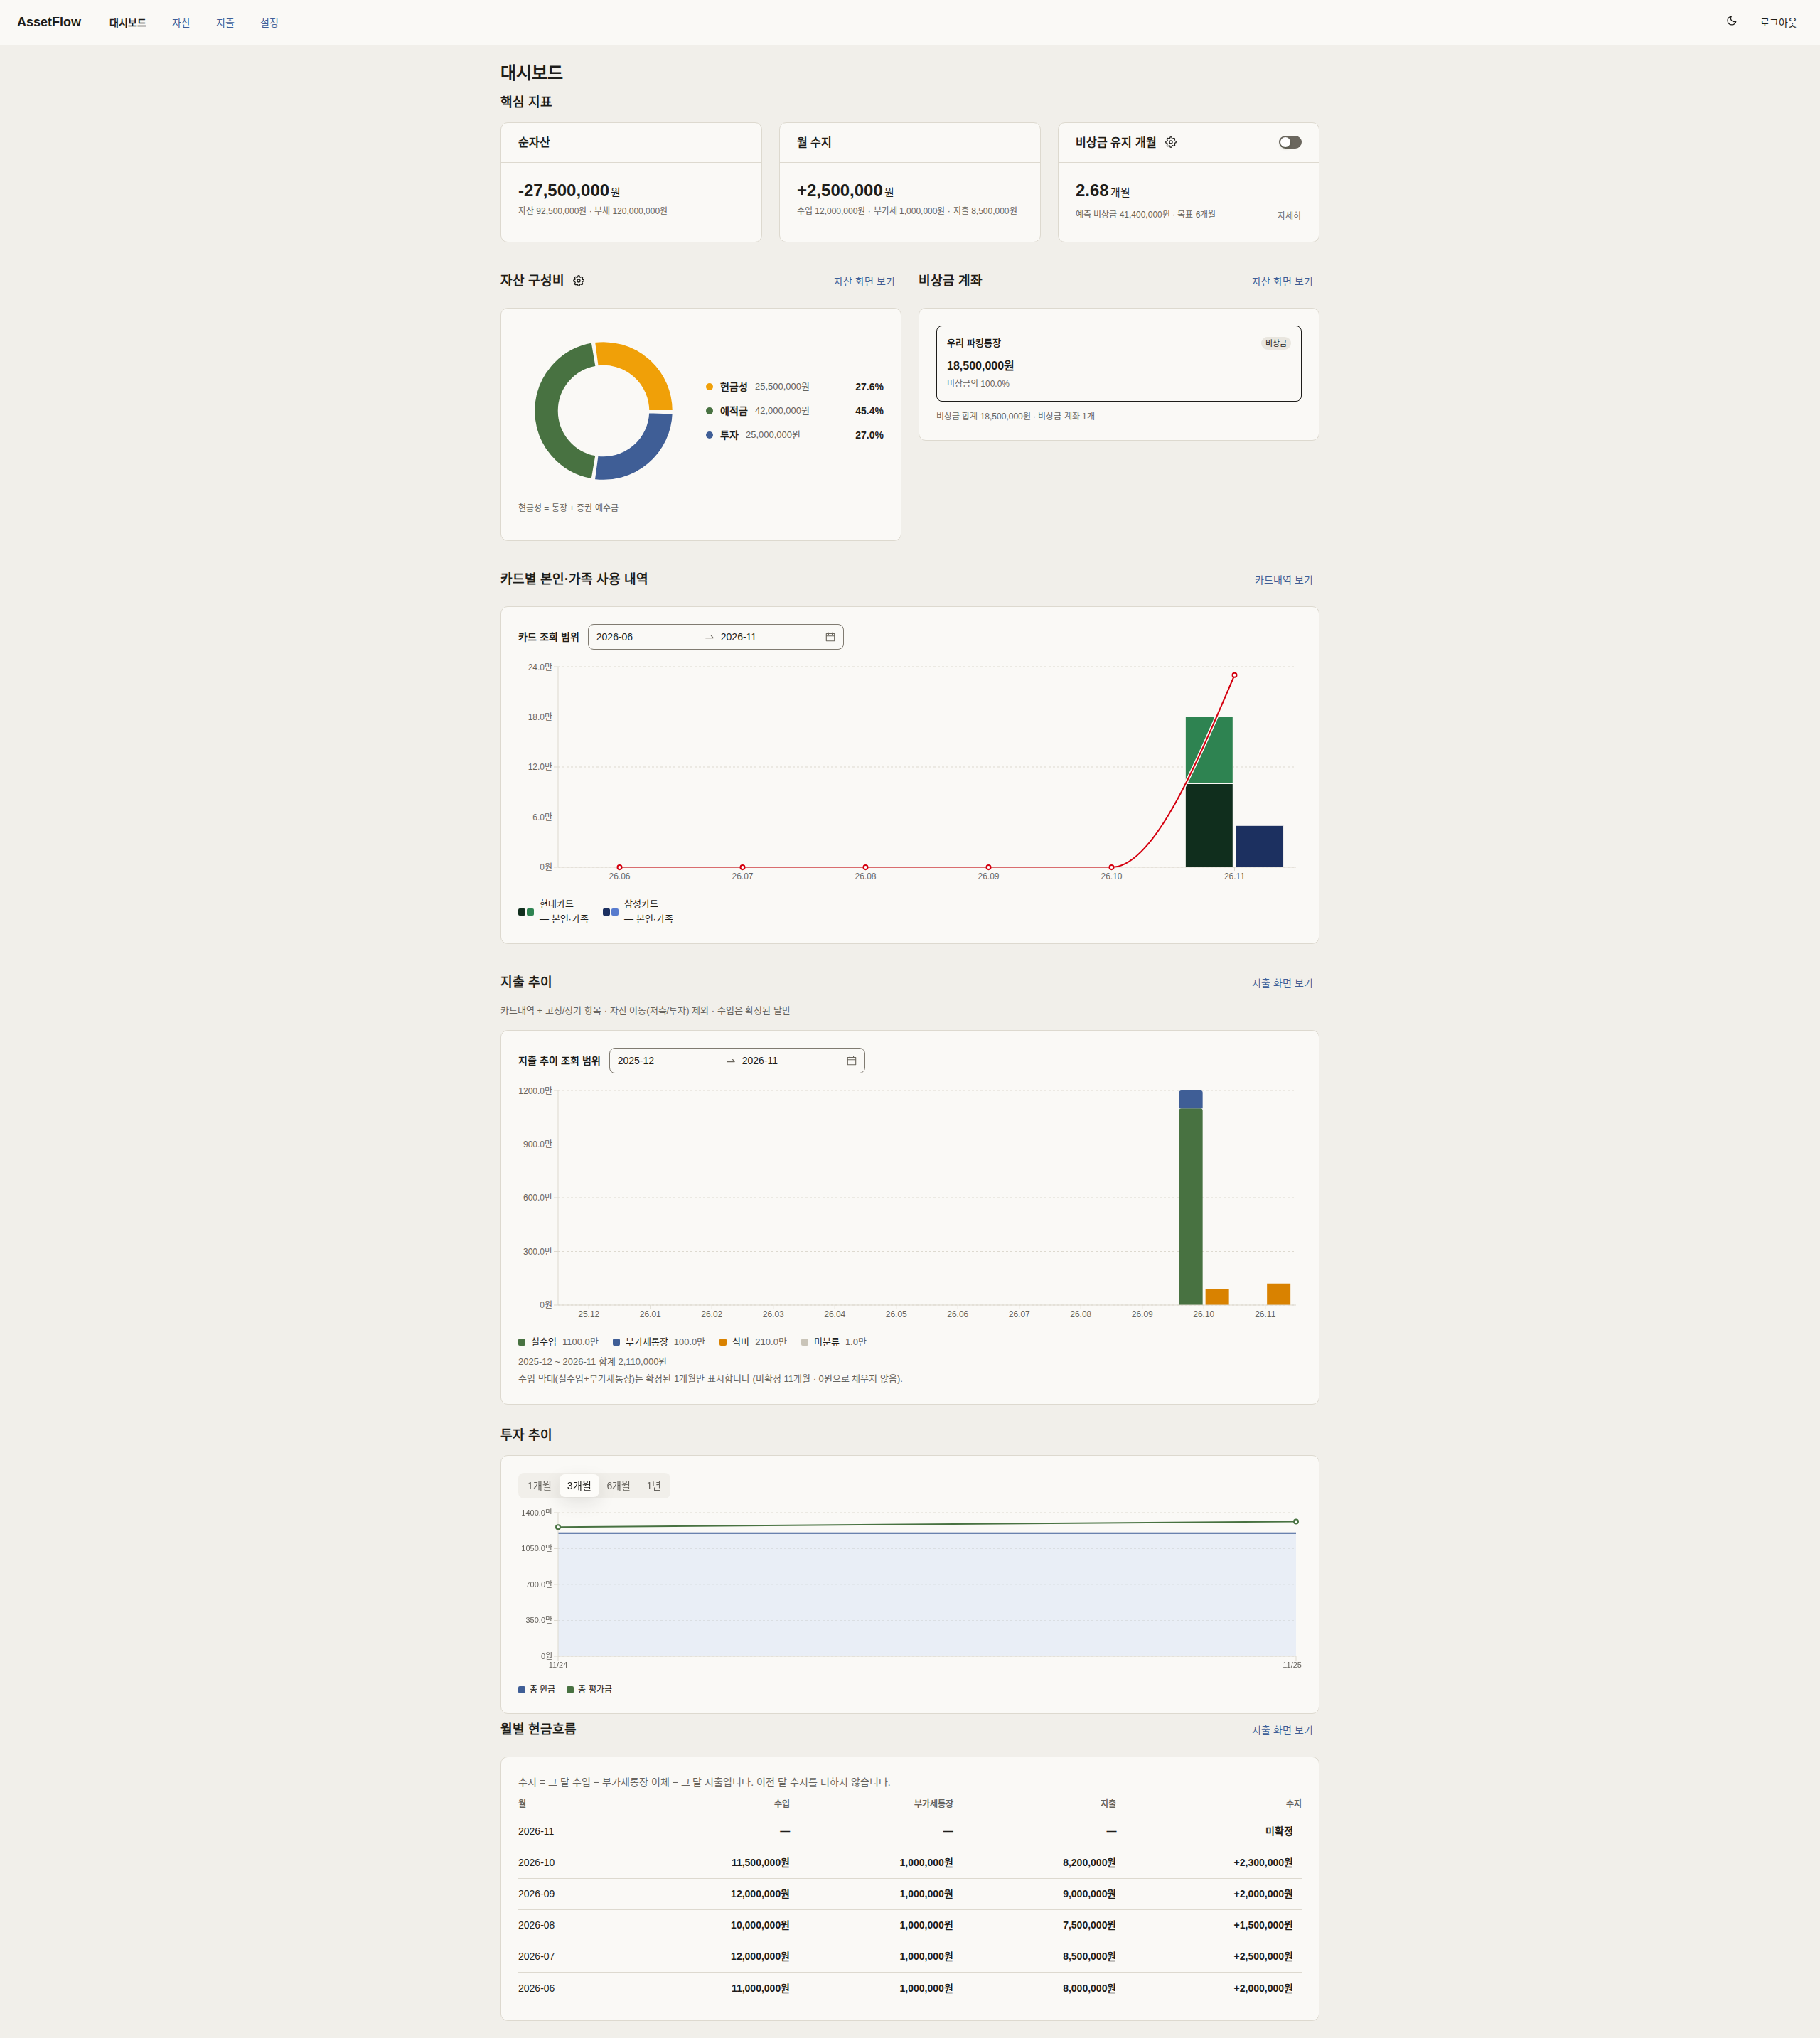 AssetFlow 대시보드 자산 지출 설정 로그아웃
대시보드
핵심 지표
순자산
-27,500,000원
자산 92,500,000원 · 부채 120,000,000원
월 수지
+2,500,000원
수입 12,000,000원 · 부가세 1,000,000원 · 지출 8,500,000원
비상금 유지 개월
2.68개월
예측 비상금 41,400,000원 · 목표 6개월 자세히
자산 구성비 자산 화면 보기
현금성 25,500,000원 27.6%
예적금 42,000,000원 45.4%
투자 25,000,000원 27.0%
현금성 = 통장 + 증권 예수금
비상금 계좌 자산 화면 보기
우리 파킹통장 비상금
18,500,000원
비상금의 100.0%
비상금 합계 18,500,000원 · 비상금 계좌 1개
카드별 본인·가족 사용 내역 카드내역 보기
카드 조회 범위 2026-06 2026-11
24.0만
18.0만
12.0만
6.0만
0원
26.06 26.07 26.08 26.09 26.10 26.11
현대카드
— 본인·가족
삼성카드
— 본인·가족
지출 추이 지출 화면 보기
카드내역 + 고정/정기 항목 · 자산 이동(저축/투자) 제외 · 수입은 확정된 달만
지출 추이 조회 범위 2025-12 2026-11
1200.0만
900.0만
600.0만
300.0만
0원
25.12 26.01 26.02 26.03 26.04 26.05 26.06 26.07 26.08 26.09 26.10 26.11
실수입 1100.0만 부가세통장 100.0만 식비 210.0만 미분류 1.0만
2025-12 ~ 2026-11 합계 2,110,000원
수입 막대(실수입+부가세통장)는 확정된 1개월만 표시합니다 (미확정 11개월 · 0원으로 채우지 않음).
투자 추이
1개월 3개월 6개월 1년
1400.0만
1050.0만
700.0만
350.0만
0원
11/24 11/25
총 원금 총 평가금
월별 현금흐름 지출 화면 보기
수지 = 그 달 수입 − 부가세통장 이체 − 그 달 지출입니다. 이전 달 수지를 더하지 않습니다.
월 수입 부가세통장 지출 수지
2026-11 — — — 미확정
2026-10 11,500,000원 1,000,000원 8,200,000원 +2,300,000원
2026-09 12,000,000원 1,000,000원 9,000,000원 +2,000,000원
2026-08 10,000,000원 1,000,000원 7,500,000원 +1,500,000원
2026-07 12,000,000원 1,000,000원 8,500,000원 +2,500,000원
2026-06 11,000,000원 1,000,000원 8,000,000원 +2,000,000원